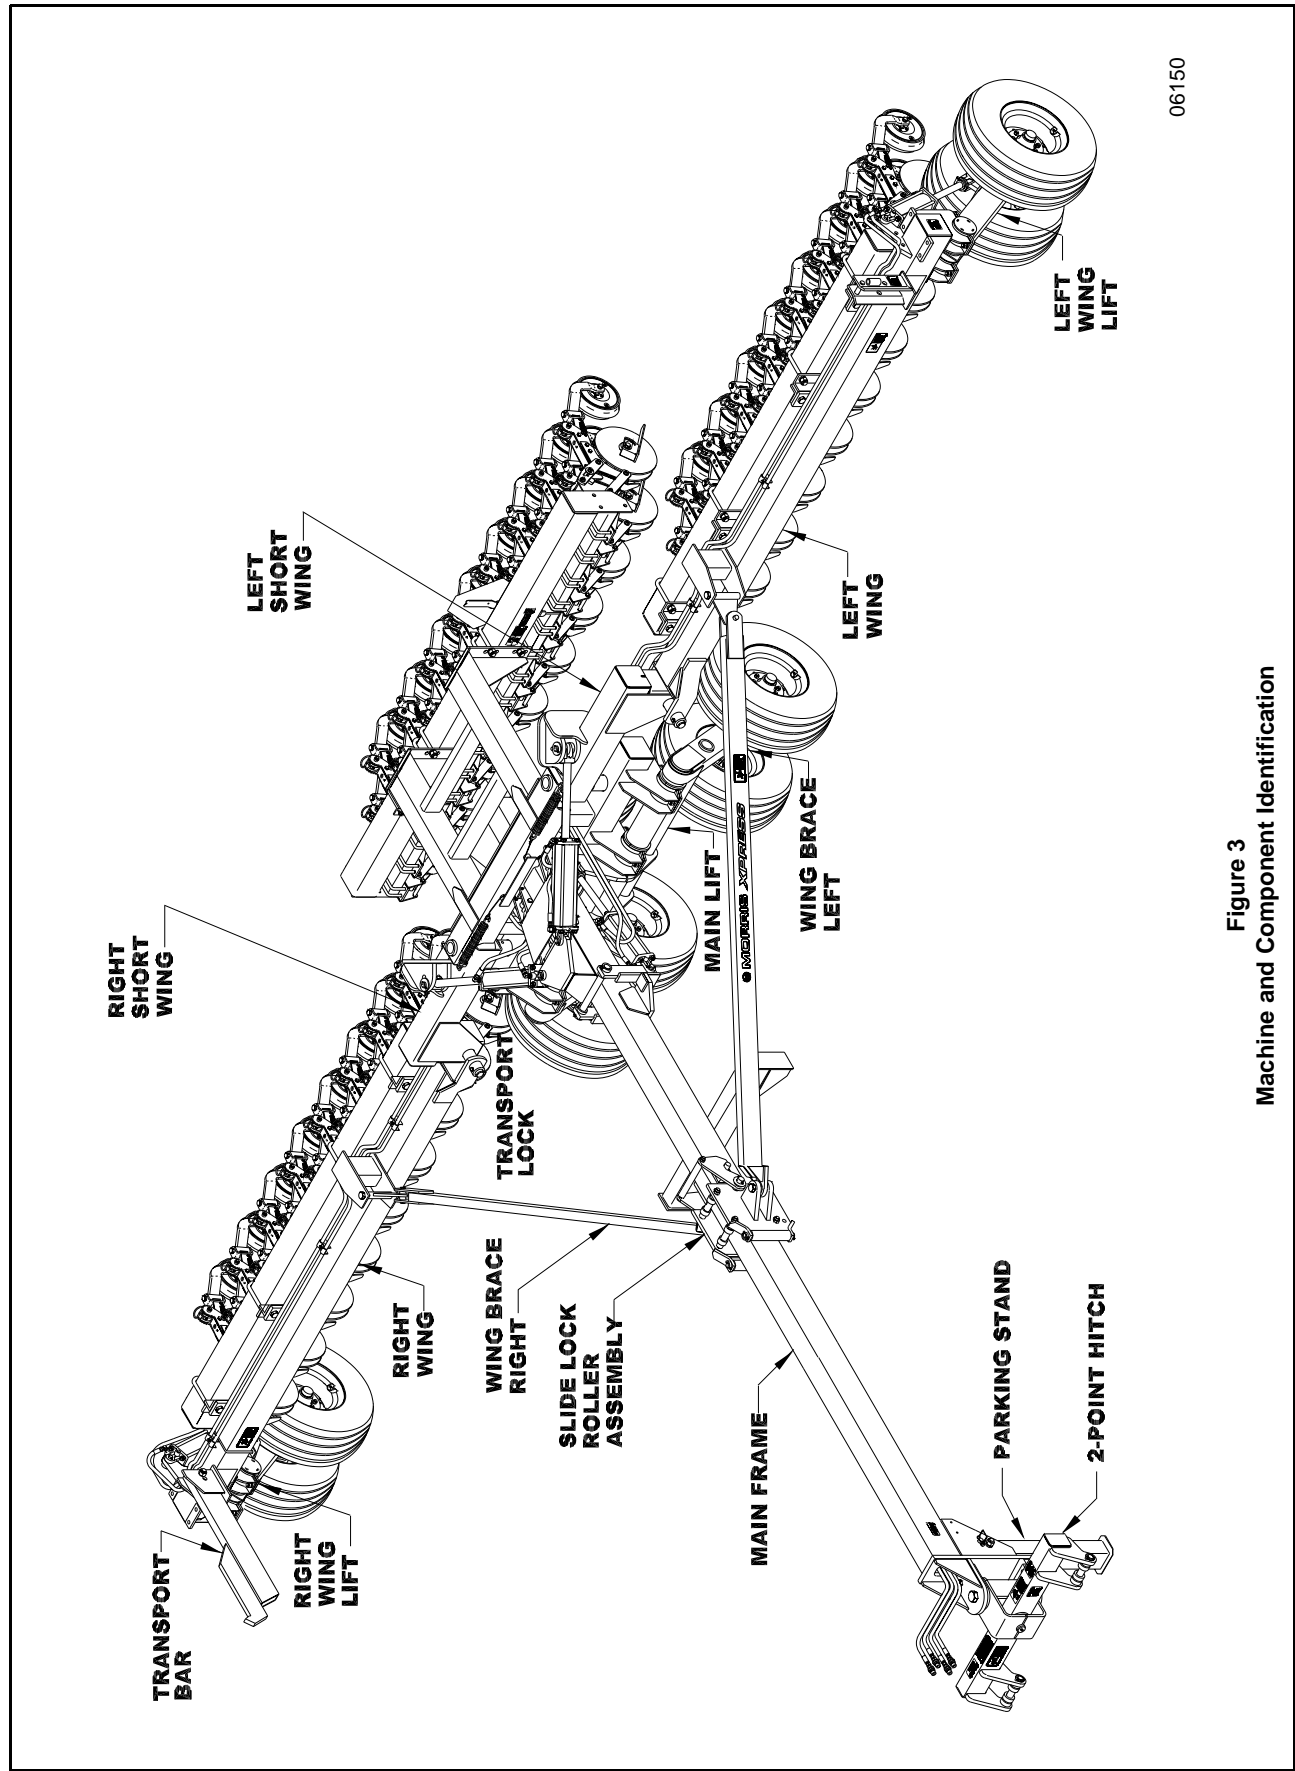 LEFT
SHORT
WING
RIGHT
SHORT
WING
LEFT
WING
LIFT
LEFT
WING
MAIN LIFT
WING BRACE
LEFT
MORRIS XPRESS
TRANSPORT
LOCK
RIGHT
WING
WING BRACE
RIGHT
SLIDE LOCK
ROLLER
ASSEMBLY
MAIN FRAME
PARKING STAND
2-POINT HITCH
TRANSPORT
BAR
RIGHT
WING
LIFT
06150
Figure 3
Machine and Component Identification